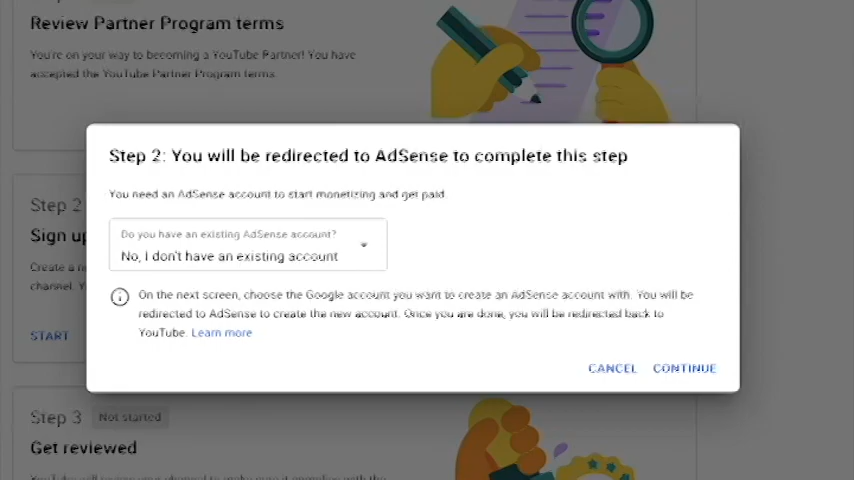 Review Partner Program terms
You're on your way to becoming a YouTube Partner! You have
accepted the YouTube Partner Program terms.
Step 2: You will be redirected to AdSense to complete this step
You need an AdSense account to start monetizing and get paid.
Do you have an existing AdSense account?
No, I don't have an existing account
On the next screen, choose the Google account you want to create an AdSense account with. You will be
redirected to AdSense to create the new account. Once you are done, you will be redirected back to
YouTube. Learn more
CANCEL CONTINUE
Step 2
Sign up
Create a
channel.
START
Step 3 Not started
Get reviewed